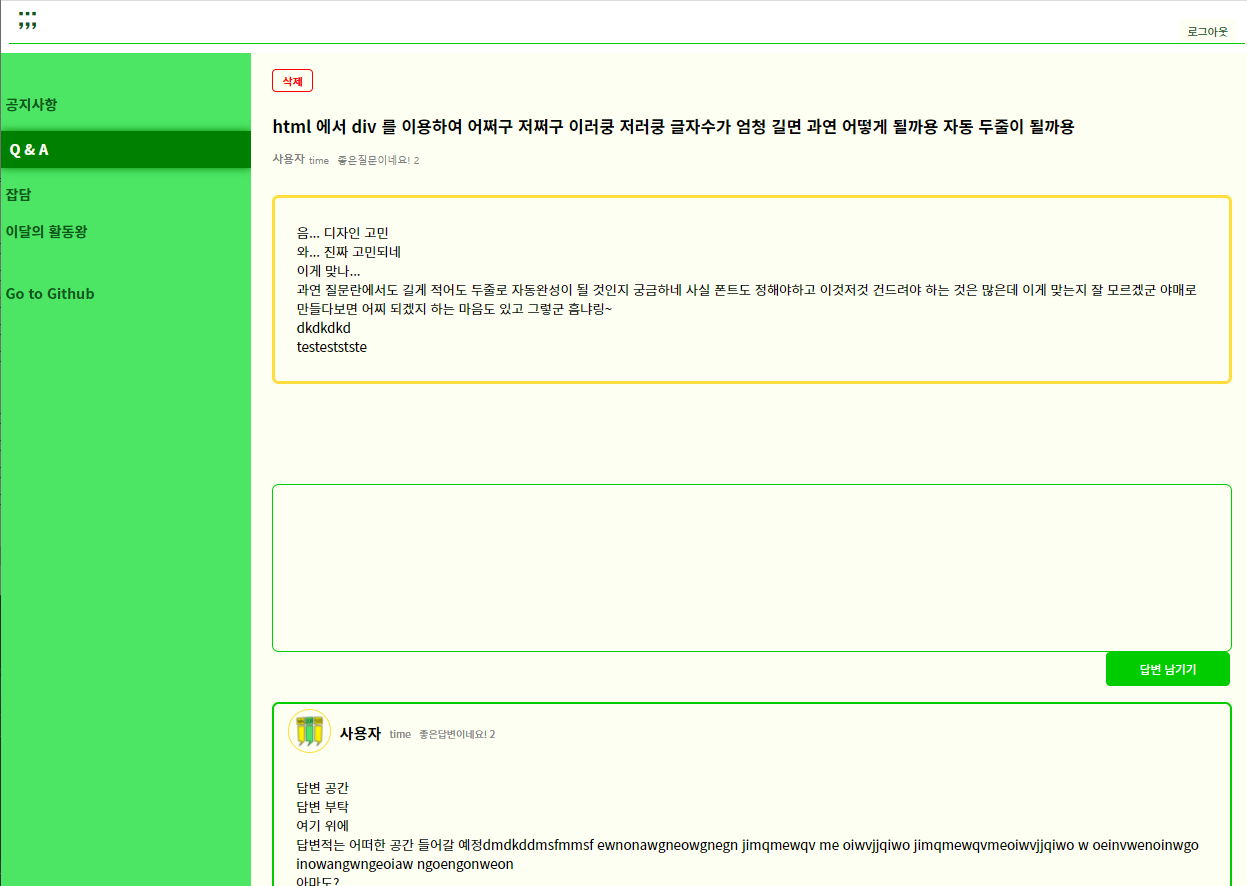 ;;;
로그아웃
공지사항
Q & A
잡담
이달의 활동왕
Go to Github
삭제
html 에서 div 를 이용하여 어쩌구 저쩌구 이러쿵 저러쿵 글자수가 엄청 길면 과연 어떻게 될까용 자동 두줄이 될까용
사용자 time 좋은질문이네요! 2
음... 디자인 고민
와... 진짜 고민되네
이게 맞나...
과연 질문란에서도 길게 적어도 두줄로 자동완성이 될 것인지 궁금하네 사실 폰트도 정해야하고 이것저것 건드려야 하는 것은 많은데 이게 맞는지 잘 모르겠군 야매로
만들다보면 어찌 되겠지 하는 마음도 있고 그렇군 흠냐링~
dkdkdkd
testeststste
답변 남기기
사용자 time 좋은답변이네요! 2
답변 공간
답변 부탁
여기 위에
답변적는 어떠한 공간 들어갈 예정dmdkddmsfmmsf ewnonawgneowgnegn jimqmewqv me oiwvjjqiwo jimqmewqvmeoiwvjjqiwo w oeinvwenoinwgo
inowangwngeoiaw ngoengonweon
아마도?